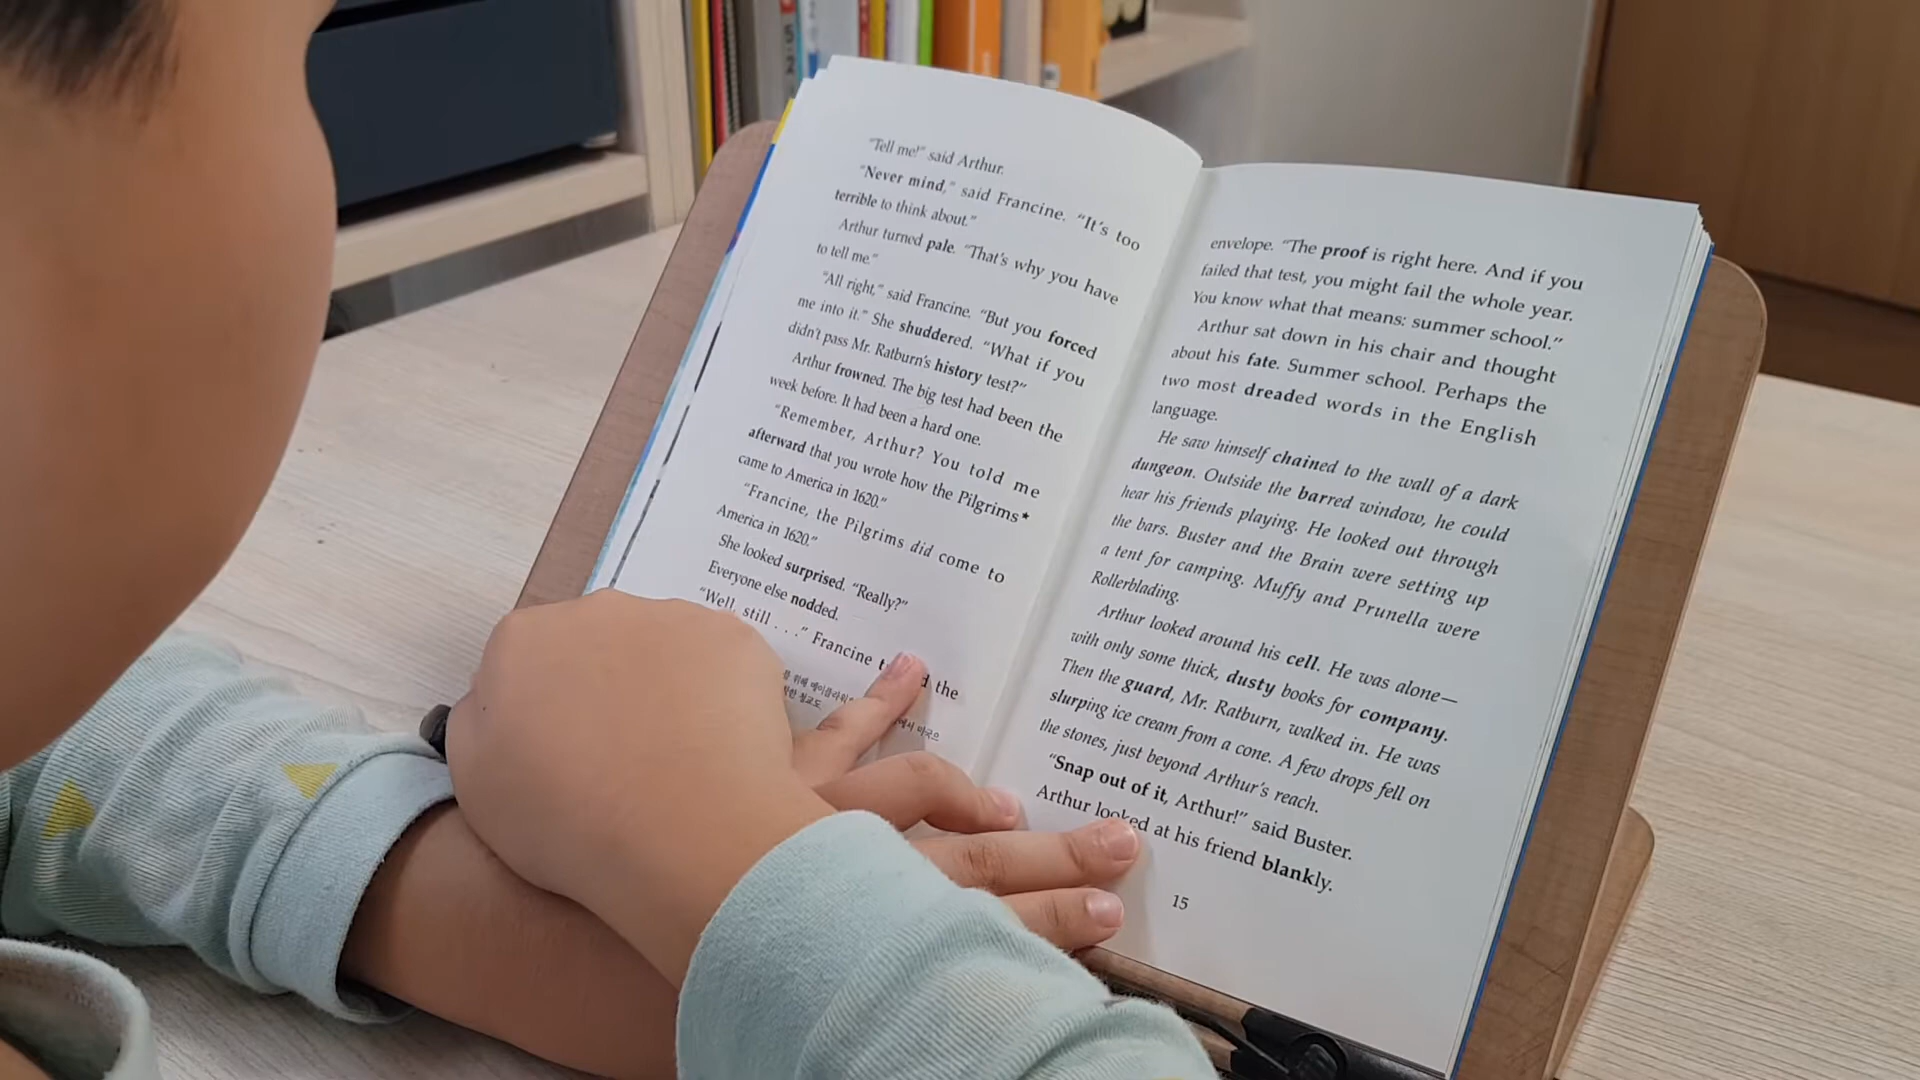 "Tell me!" said Arthur.
"Never mind," said Francine. "It's too
terrible to think about."
Arthur turned pale. "That's why you have
to tell me."
"All right," said Francine. "But you forced
me into it." She shuddered. "What if you
didn't pass Mr. Ratburn's history test?"
Arthur frowned. The big test had been the
week before. It had been a hard one.
"Remember, Arthur? You told me
afterward that you wrote how the Pilgrims*
came to America in 1620."
"Francine, the Pilgrims did come to
America in 1620."
She looked surprised. "Really?"
Everyone else nodded.
"Well, still . . ." Francine the
위해
청교도
미국으
envelope. "The proof is right here. And if you
failed that test, you might fail the whole year.
You know what that means: summer school."
Arthur sat down in his chair and thought
about his fate. Summer school. Perhaps the
two most dreaded words in the English
language.
He saw himself chained to the wall of a dark
dungeon. Outside the barred window, he could
hear his friends playing. He looked out through
the bars. Buster and the Brain were setting up
a tent for camping. Muffy and Prunella were
Rollerblading.
Arthur looked around his cell. He was alone—
with only some thick, dusty books for company.
Then the guard, Mr. Ratburn, walked in. He was
slurping ice cream from a cone. A few drops fell on
the stones, just beyond Arthur's reach.
"Snap out of it, Arthur!" said Buster.
Arthur looked at his friend blankly.
15